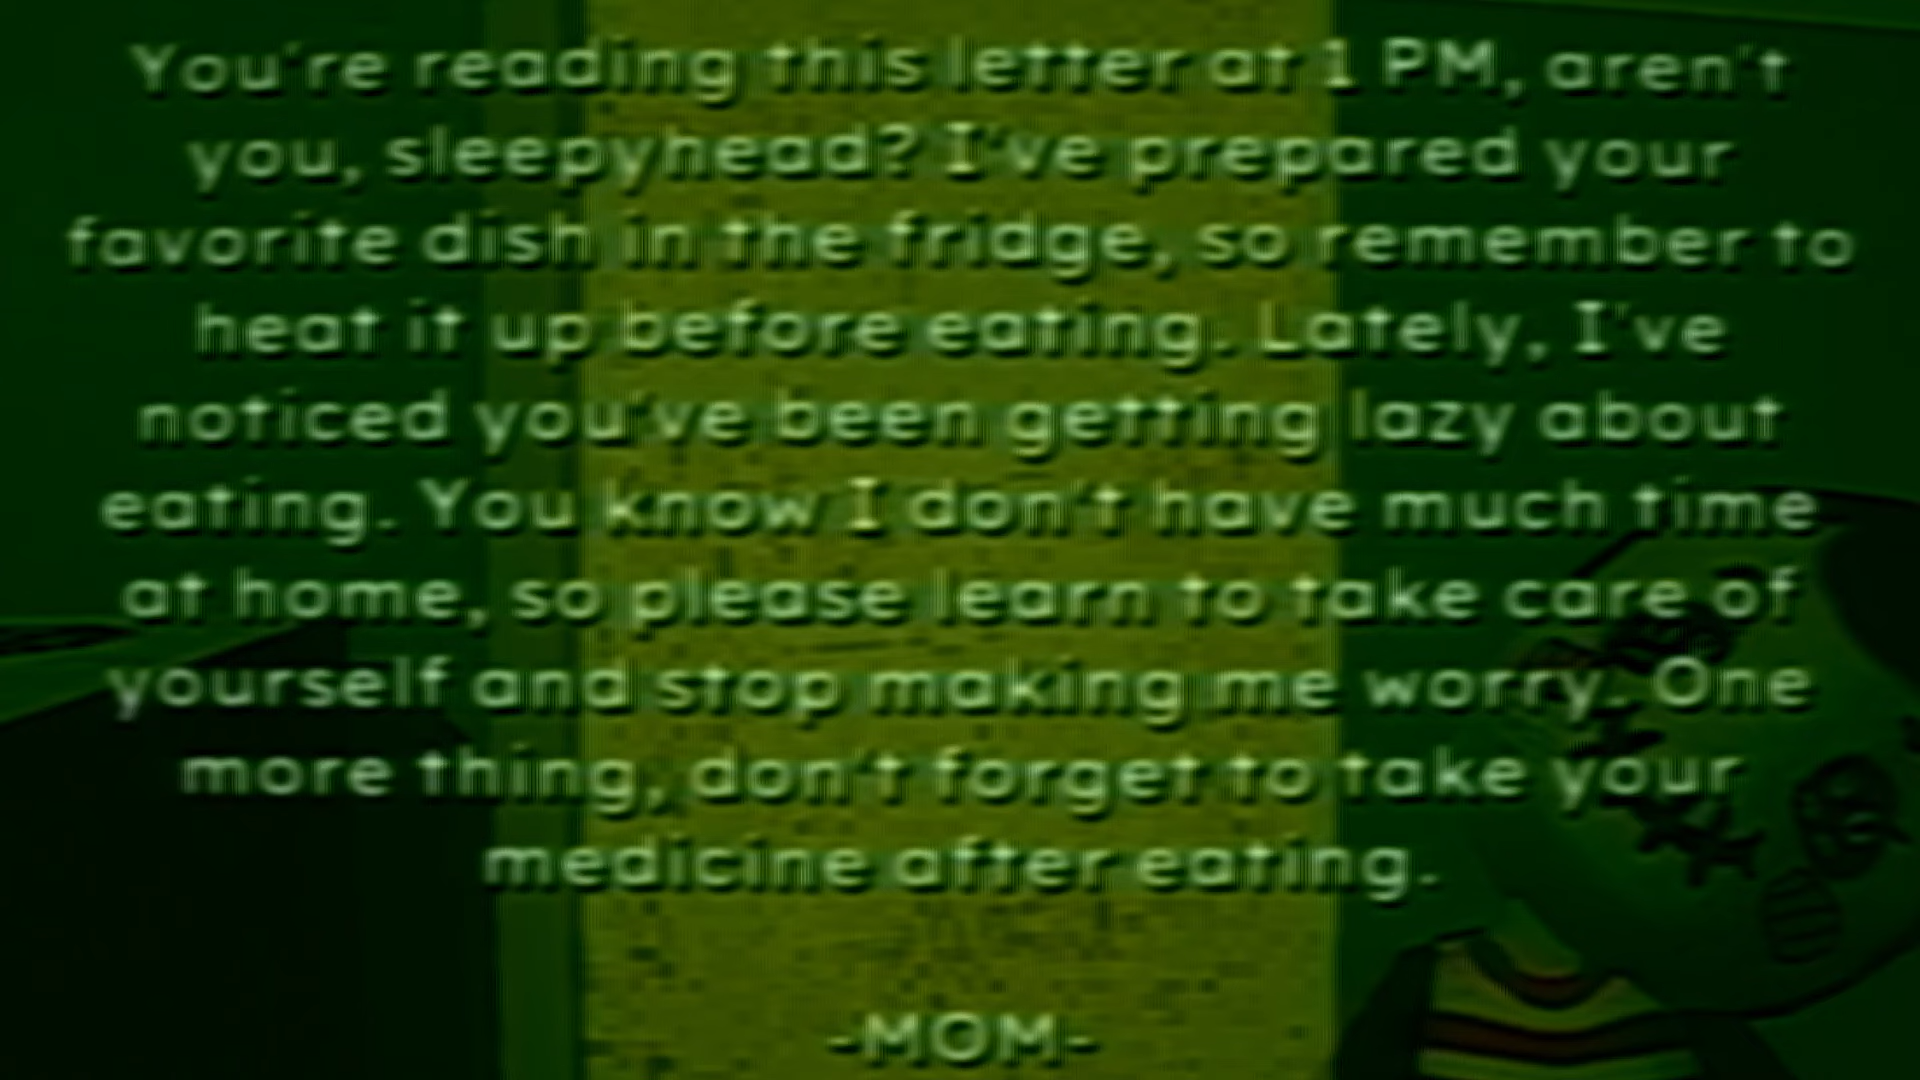 You're reading this letter at 1 PM, aren't
you, sleepyhead? I've prepared your
favorite dish in the fridge, so remember to
heat it up before eating. Lately, I've
noticed you've been getting lazy about
eating. You know I don't have much time
at home, so please learn to take care of
yourself and stop making me worry. One
more thing, don't forget to take your
medicine after eating.
-MOM-